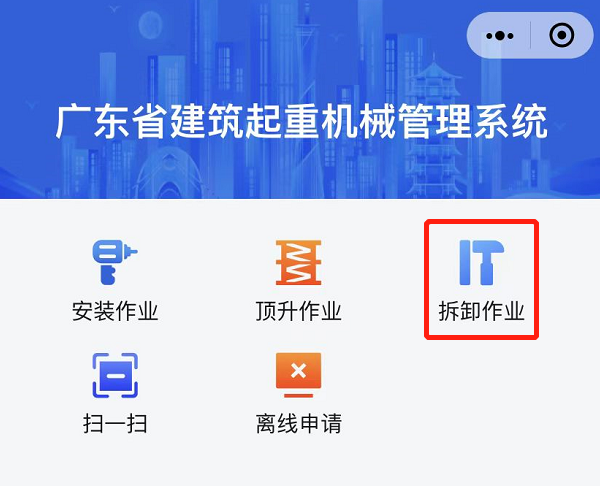 广东省建筑起重机械管理系统
安装作业
顶升作业
拆卸作业
扫一扫
离线申请